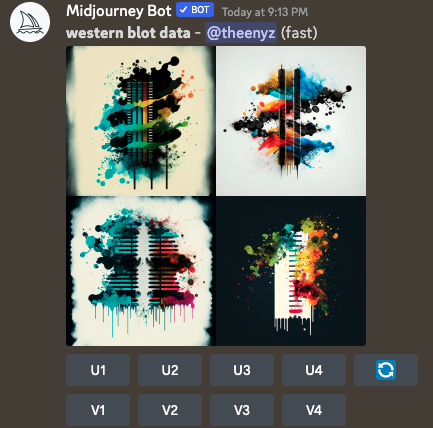 Midjourney Bot ✓ BOT Today at 9:13 PM
western blot data - @theenyz (fast)
U1 U2 U3 U4
V1 V2 V3 V4